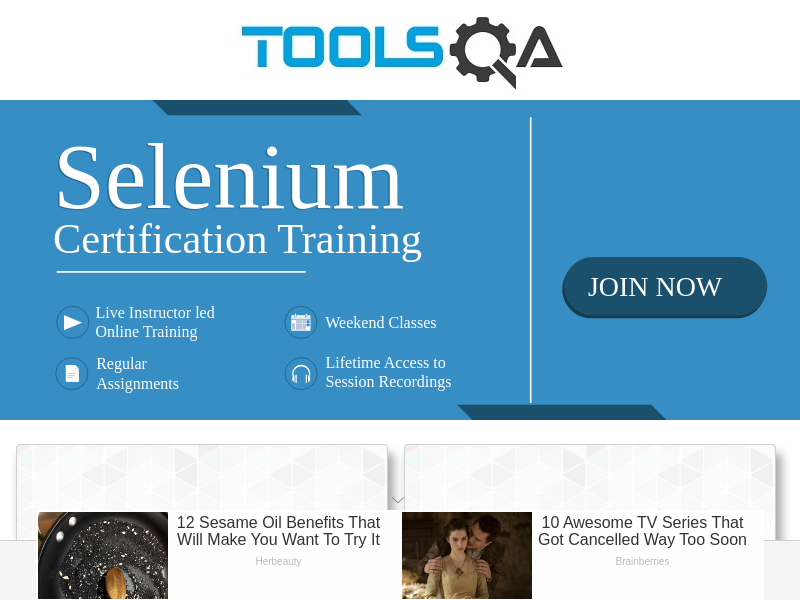 TOOLSQA
Selenium
Certification Training
JOIN NOW
Live Instructor led
Online Training
Weekend Classes
Regular
Assignments
Lifetime Access to
Session Recordings
12 Sesame Oil Benefits That
Will Make You Want To Try It
Herbeauty
10 Awesome TV Series That
Got Cancelled Way Too Soon
Brainberries